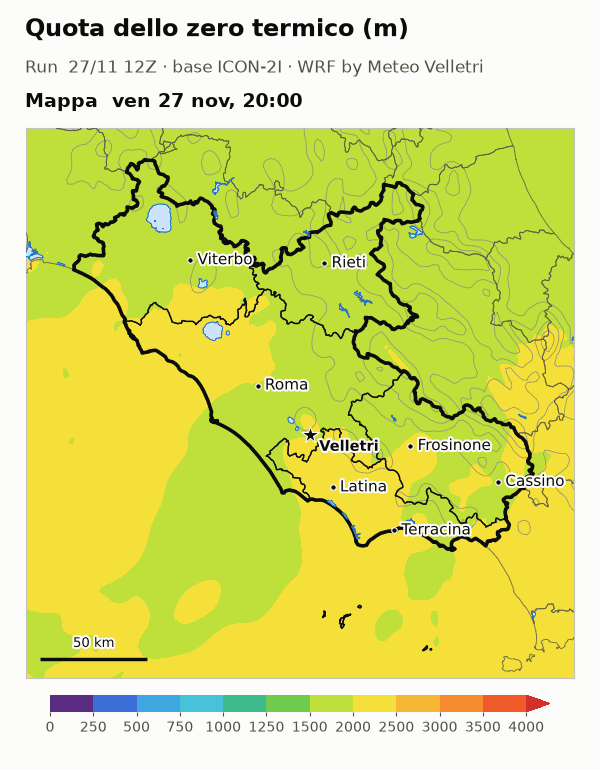 Quota dello zero termico (m)
Run  27/11 12Z · base ICON-2I · WRF by Meteo Velletri
Mappa  ven 27 nov, 20:00
Viterbo
Rieti
Roma
Velletri
Frosinone
Latina
Cassino
Terracina
50 km
0 250 500 750 1000 1250 1500 2000 2500 3000 3500 4000